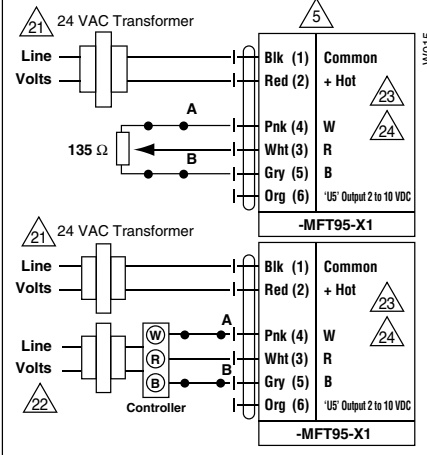 21 24 VAC Transformer
5
W015
Line
Volts
Blk (1) Common
Red (2) + Hot
23
A
Pnk (4) W
24
135 Ω
Wht (3) R
B
Gry (5) B
Org (6) 'U5' Output 2 to 10 VDC
-MFT95-X1
21 24 VAC Transformer
Line
Volts
Blk (1) Common
Red (2) + Hot
23
A
W
Pnk (4) W
24
Line
Volts
R
Wht (3) R
B
B
Gry (5) B
22
Controller
Org (6) 'U5' Output 2 to 10 VDC
-MFT95-X1